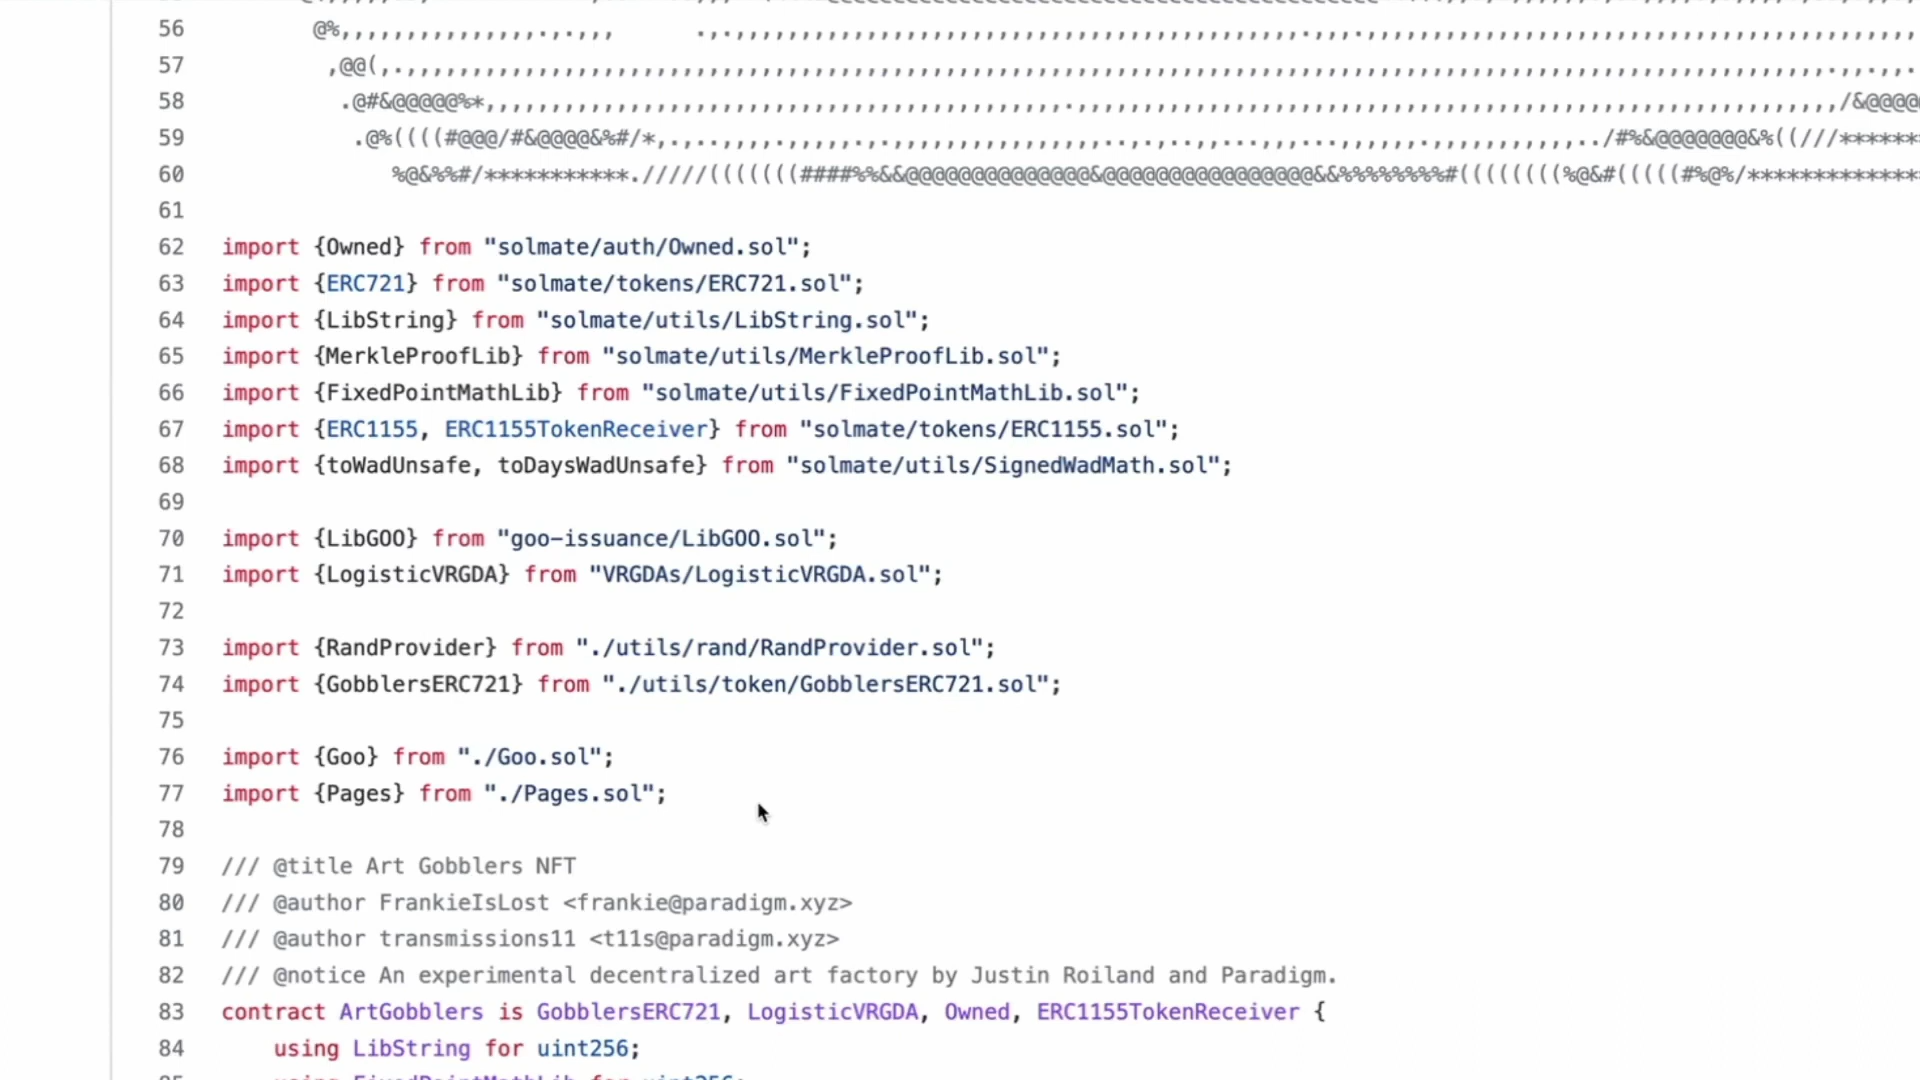 56 @%,,,,,,,,,,,,,,,.,.,,,      .,.,,,,,,,,,,,,,,,,,,,,,,,,,,,,,,,,,,,,,,,,,,,,,,,.,,,.,,,,,,,,,,,,,,,,,,,,,,,,,,,,,,,,,,,,,,,,,,
57 ,@@(,.,,,,,,,,,,,,,,,,,,,,,,,,,,,,,,,,,,,,,,,,,,,,,,,,,,,,,,,,,,,,,,,,,,,,,,,,,,,,,,,,,,,,,,,,,,,,,,,,,,,,,,,,,.,,.,,.
58 .@#&@@@@@%*,,,,,,,,,,,,,,,,,,,,,,,,,,,,,,,,,,,,,,,,,,,,.,,,,,,,,,,,,,,,,,,,,,,,,,,,,,,,,,,,,,,,,,,,,,,,,,,,,,,,,,/&@@@@
59 .@%((((#@@@/#&@@@@&%#/*,.,..,,,,.,,,,,.,.,,,,,,,,,,,,,,,,..,.,..,,...,,,...,,,,,,.,,,,,,,,,../#%&@@@@@@@&%((///******
60 %@&%%#/***********./////(((((((####%%&&@@@@@@@@@@@@@@&@@@@@@@@@@@@@@@@&&%%%%%%%%#((((((((%@&#(((((#%@%/*************
61
62 import {Owned} from "solmate/auth/Owned.sol";
63 import {ERC721} from "solmate/tokens/ERC721.sol";
64 import {LibString} from "solmate/utils/LibString.sol";
65 import {MerkleProofLib} from "solmate/utils/MerkleProofLib.sol";
66 import {FixedPointMathLib} from "solmate/utils/FixedPointMathLib.sol";
67 import {ERC1155, ERC1155TokenReceiver} from "solmate/tokens/ERC1155.sol";
68 import {toWadUnsafe, toDaysWadUnsafe} from "solmate/utils/SignedWadMath.sol";
69
70 import {LibGOO} from "goo-issuance/LibGOO.sol";
71 import {LogisticVRGDA} from "VRGDAs/LogisticVRGDA.sol";
72
73 import {RandProvider} from "./utils/rand/RandProvider.sol";
74 import {GobblersERC721} from "./utils/token/GobblersERC721.sol";
75
76 import {Goo} from "./Goo.sol";
77 import {Pages} from "./Pages.sol";
78
79 /// @title Art Gobblers NFT
80 /// @author FrankieIsLost <frankie@paradigm.xyz>
81 /// @author transmissions11 <t11s@paradigm.xyz>
82 /// @notice An experimental decentralized art factory by Justin Roiland and Paradigm.
83 contract ArtGobblers is GobblersERC721, LogisticVRGDA, Owned, ERC1155TokenReceiver {
84 using LibString for uint256;